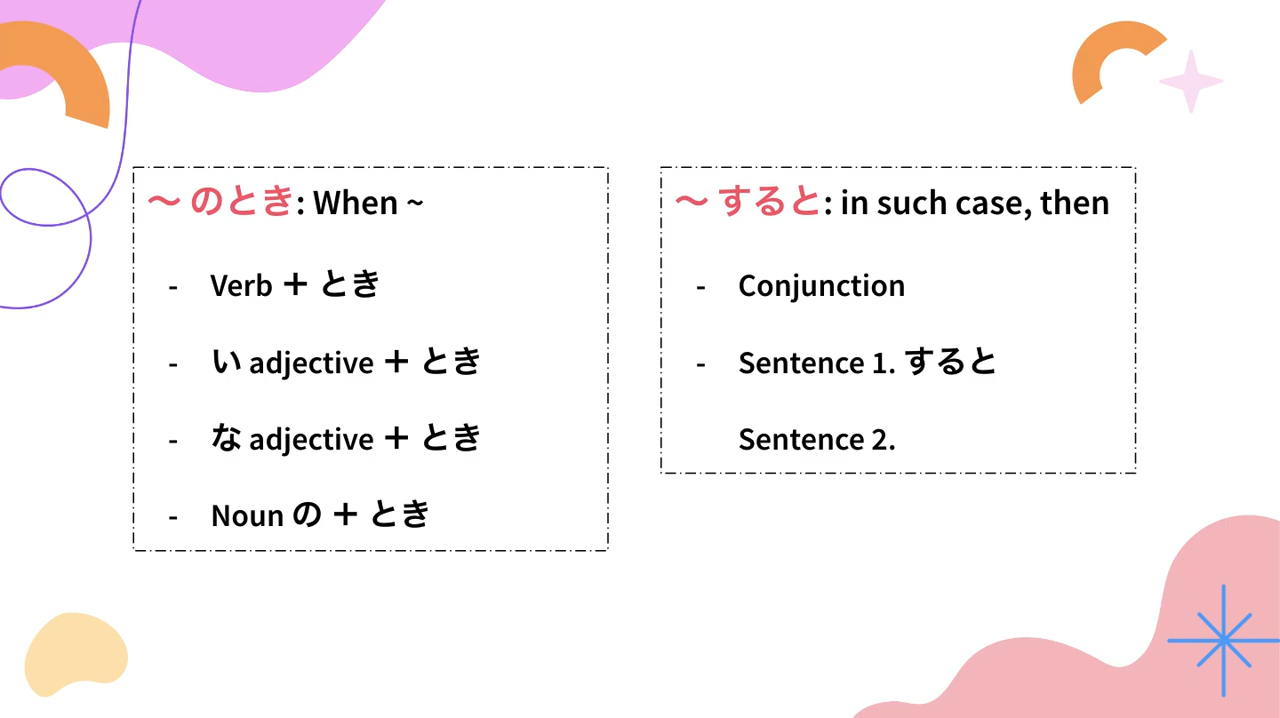 ～ のとき: When ~
- Verb ＋ とき
- い adjective ＋ とき
- な adjective ＋ とき
- Noun の ＋ とき
～ すると: in such case, then
- Conjunction
- Sentence 1. すると
Sentence 2.